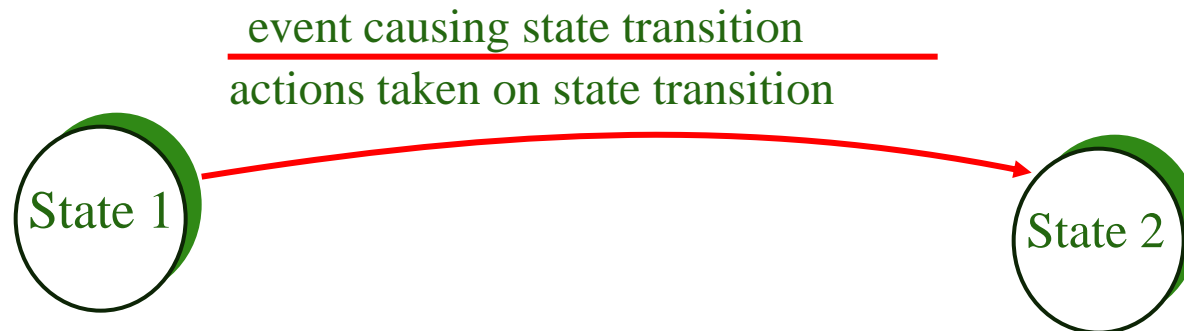 event causing state transition
actions taken on state transition
State 1
State 2